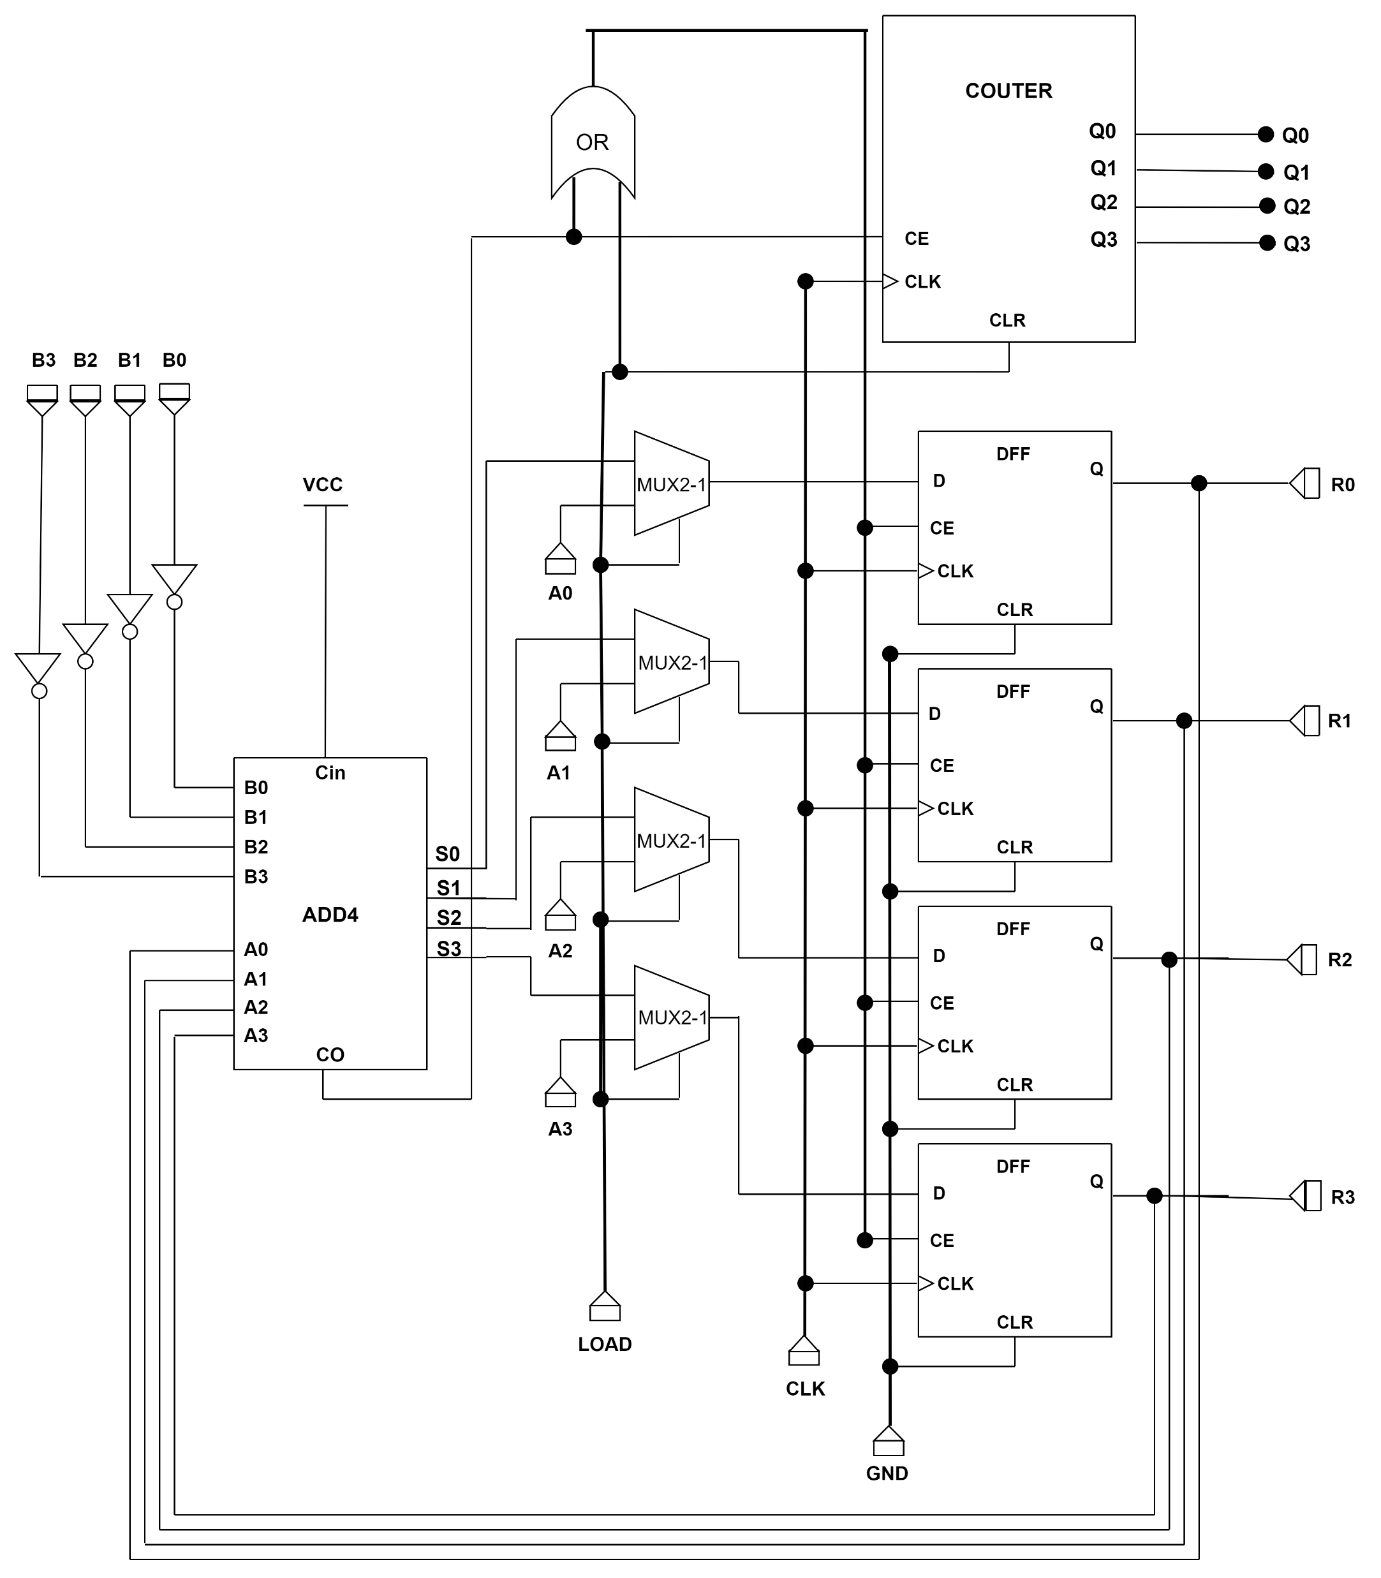 COUTER
OR
Q0 Q0
Q1 Q1
Q2 Q2
Q3 Q3
CE
CLK
CLR
B3 B2 B1 B0
VCC
MUX2-1
A0
DFF
D
Q
CE
CLK
CLR
R0
MUX2-1
A1
DFF
D
Q
CE
CLK
CLR
R1
Cin
B0
B1
B2
B3
ADD4
A0
A1
A2
A3
CO
S0
S1
S2
S3
MUX2-1
A2
DFF
D
Q
CE
CLK
CLR
R2
MUX2-1
A3
DFF
D
Q
CE
CLK
CLR
R3
LOAD
CLK
GND